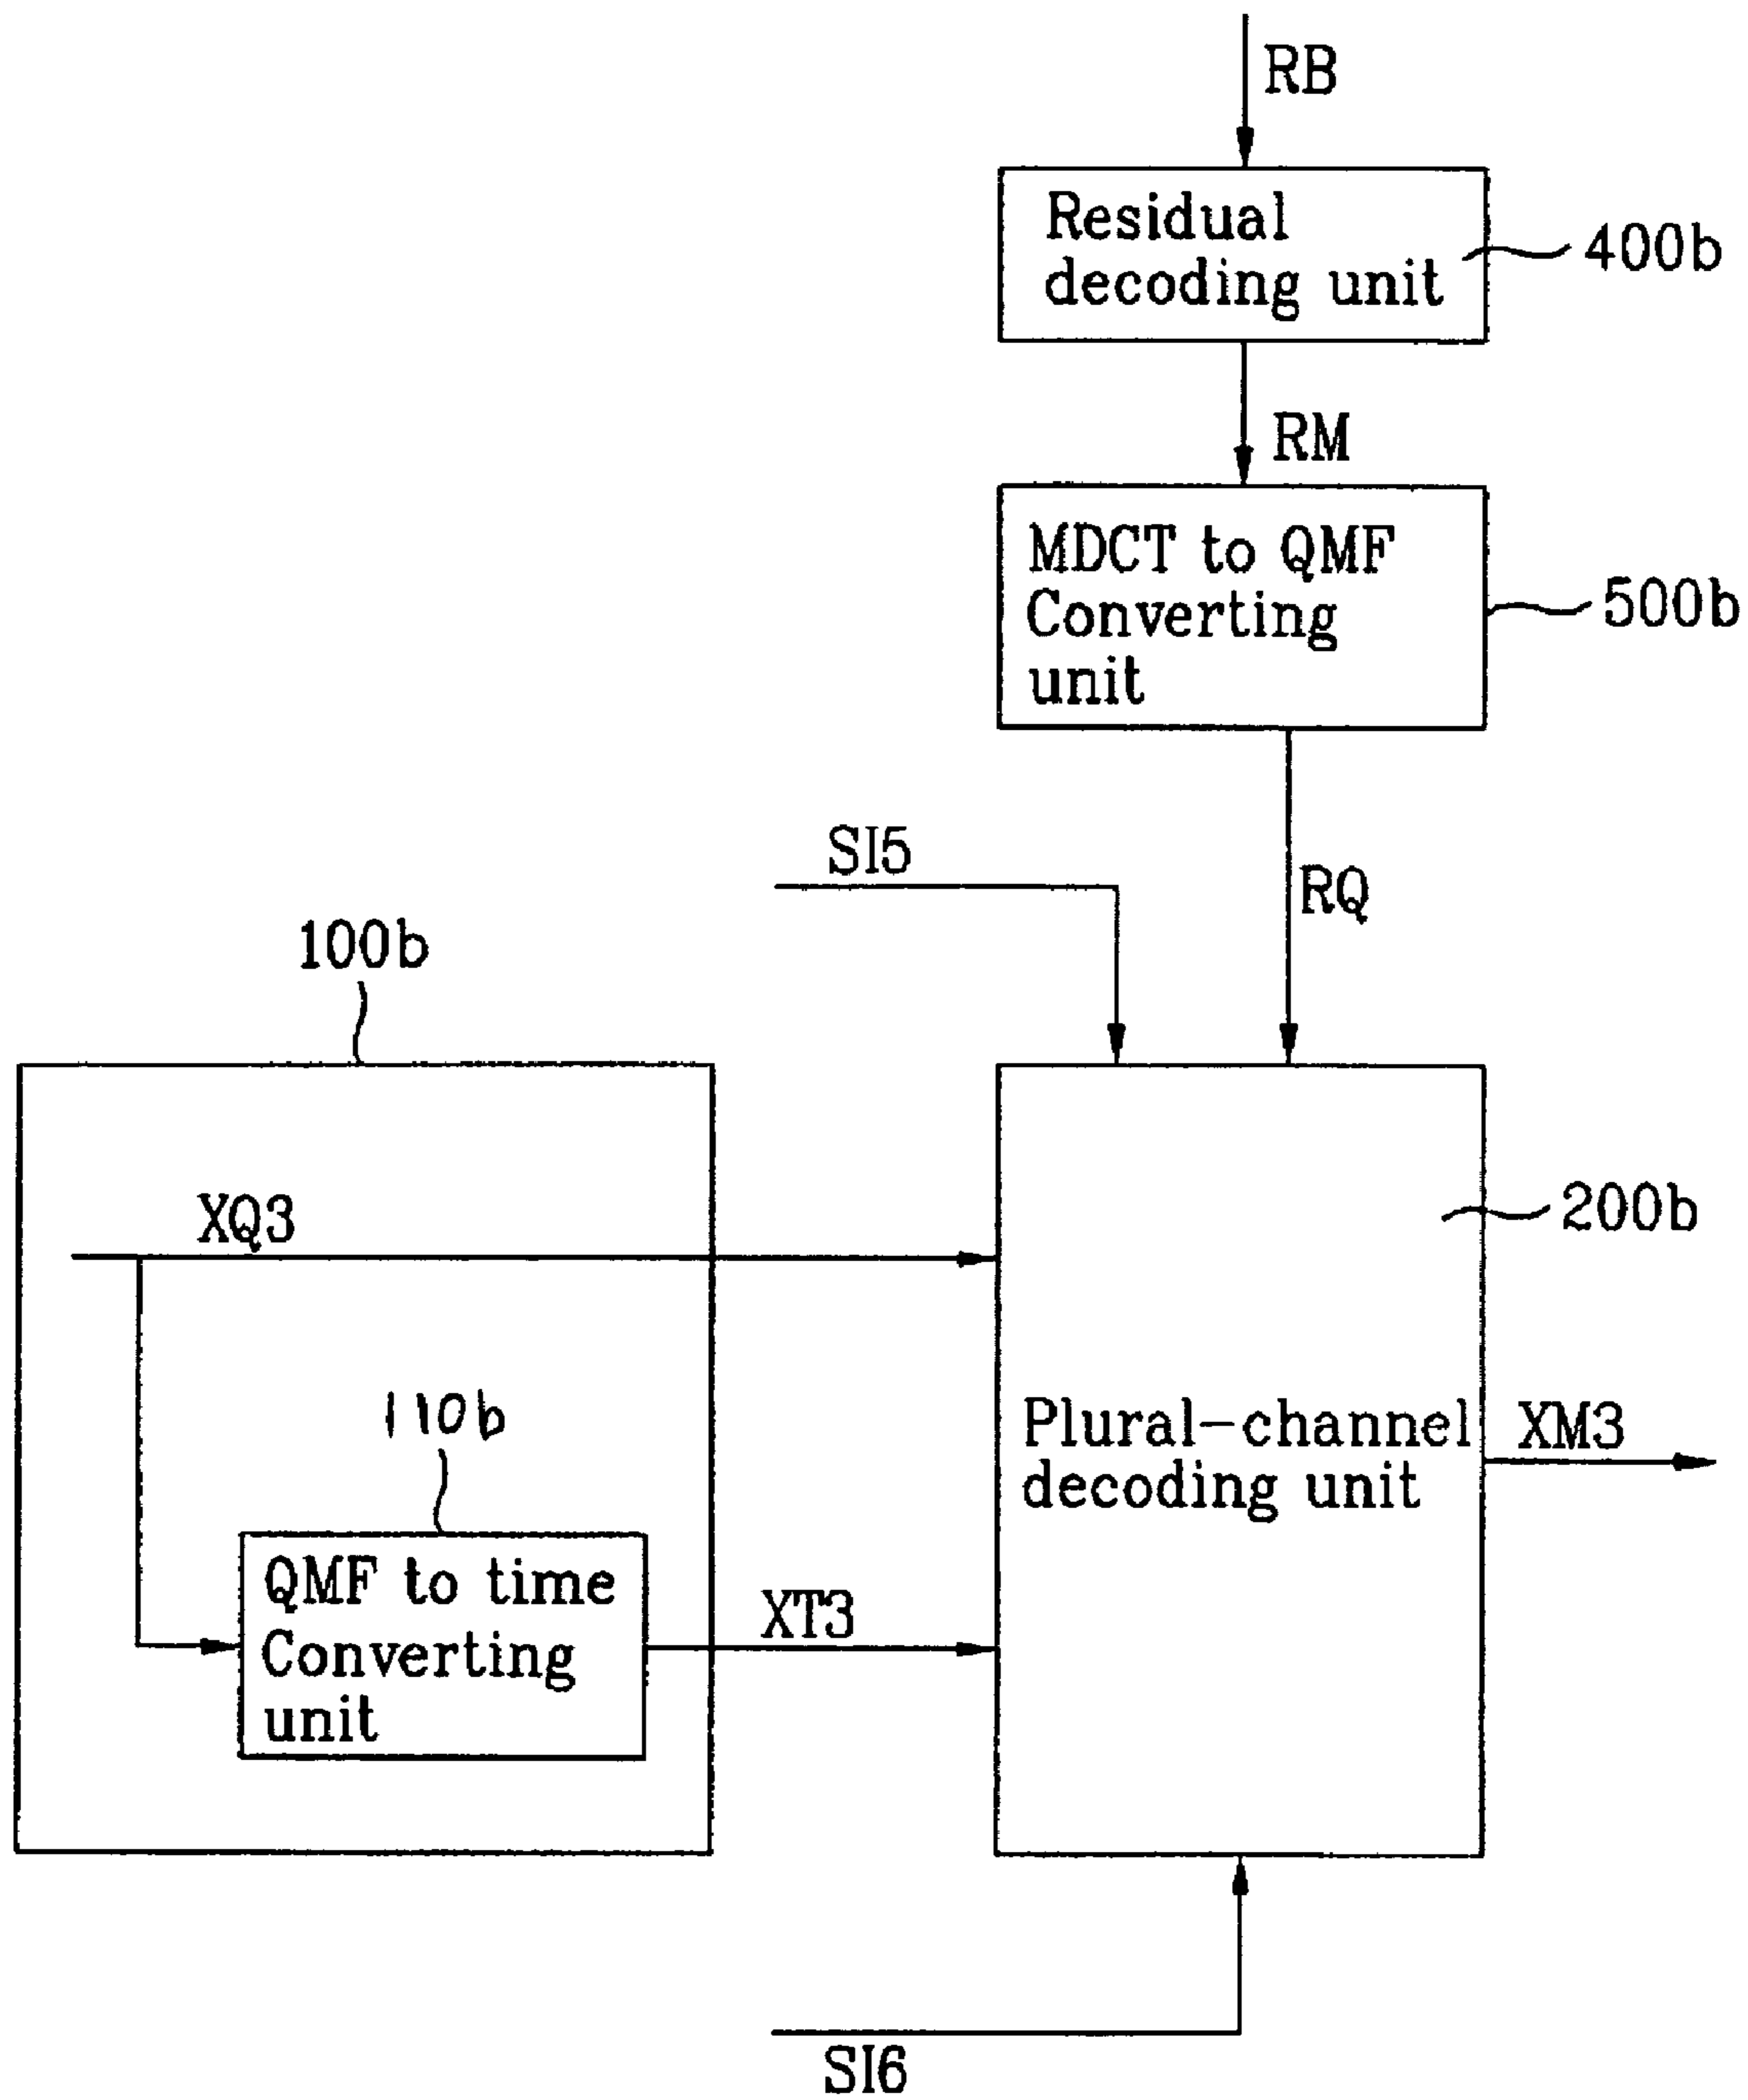 RB
Residual
decoding unit
400b
RM
MDCT to QMF
Converting
unit
500b
SI5
RQ
100b
XQ3
200b
110b
Plural-channel
decoding unit
XM3
QMF to time
Converting
unit
XT3
SI6